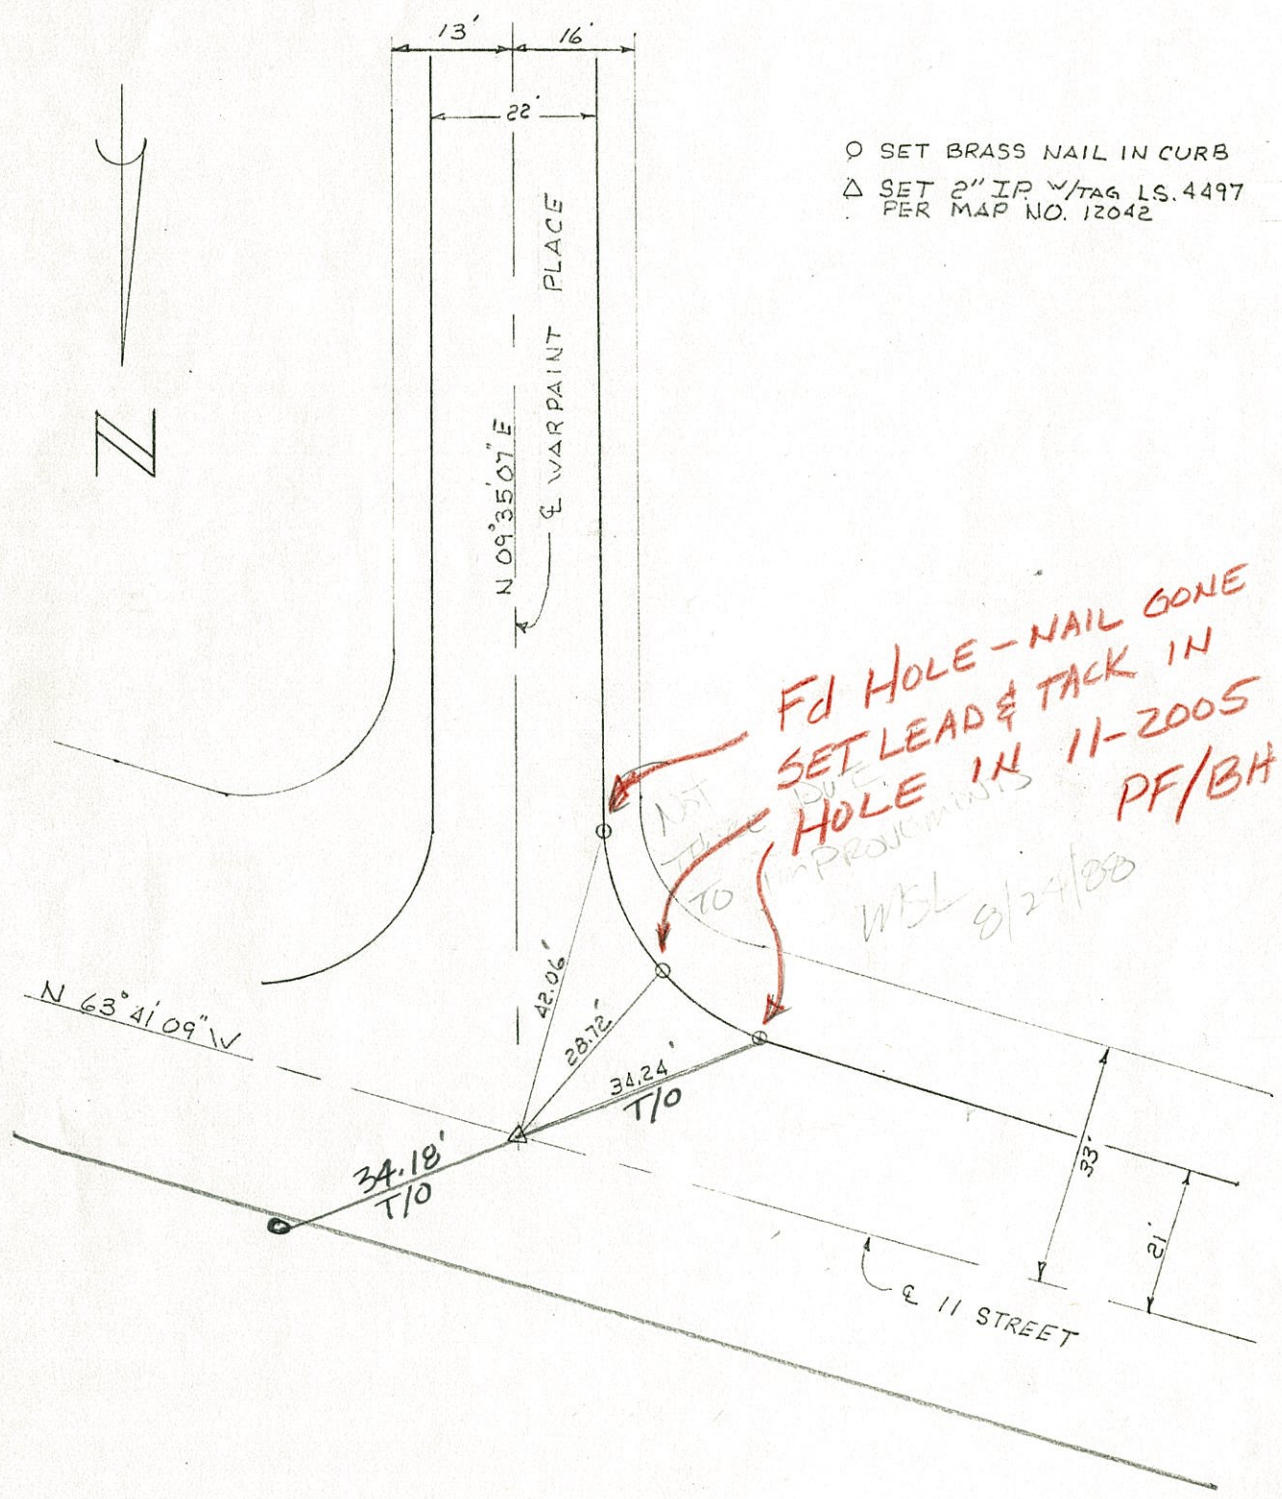 13'
16'
22'
○ SET BRASS NAIL IN CURB
△ SET 2" I.P. W/TAG L.S. 4497
PER MAP NO. 12042
N
N 09°35'07" E
℄ WARPAINT PLACE
Fd HOLE - NAIL GONE
SET LEAD & TACK IN
HOLE IN 11-2005
PF/BH
NOT
DUE
TO IMPROVEMENTS
8/24/88
N 63°41'09" W
42.06'
28.72'
34.24'
T/O
34.18'
T/O
33'
21'
℄ 11 STREET